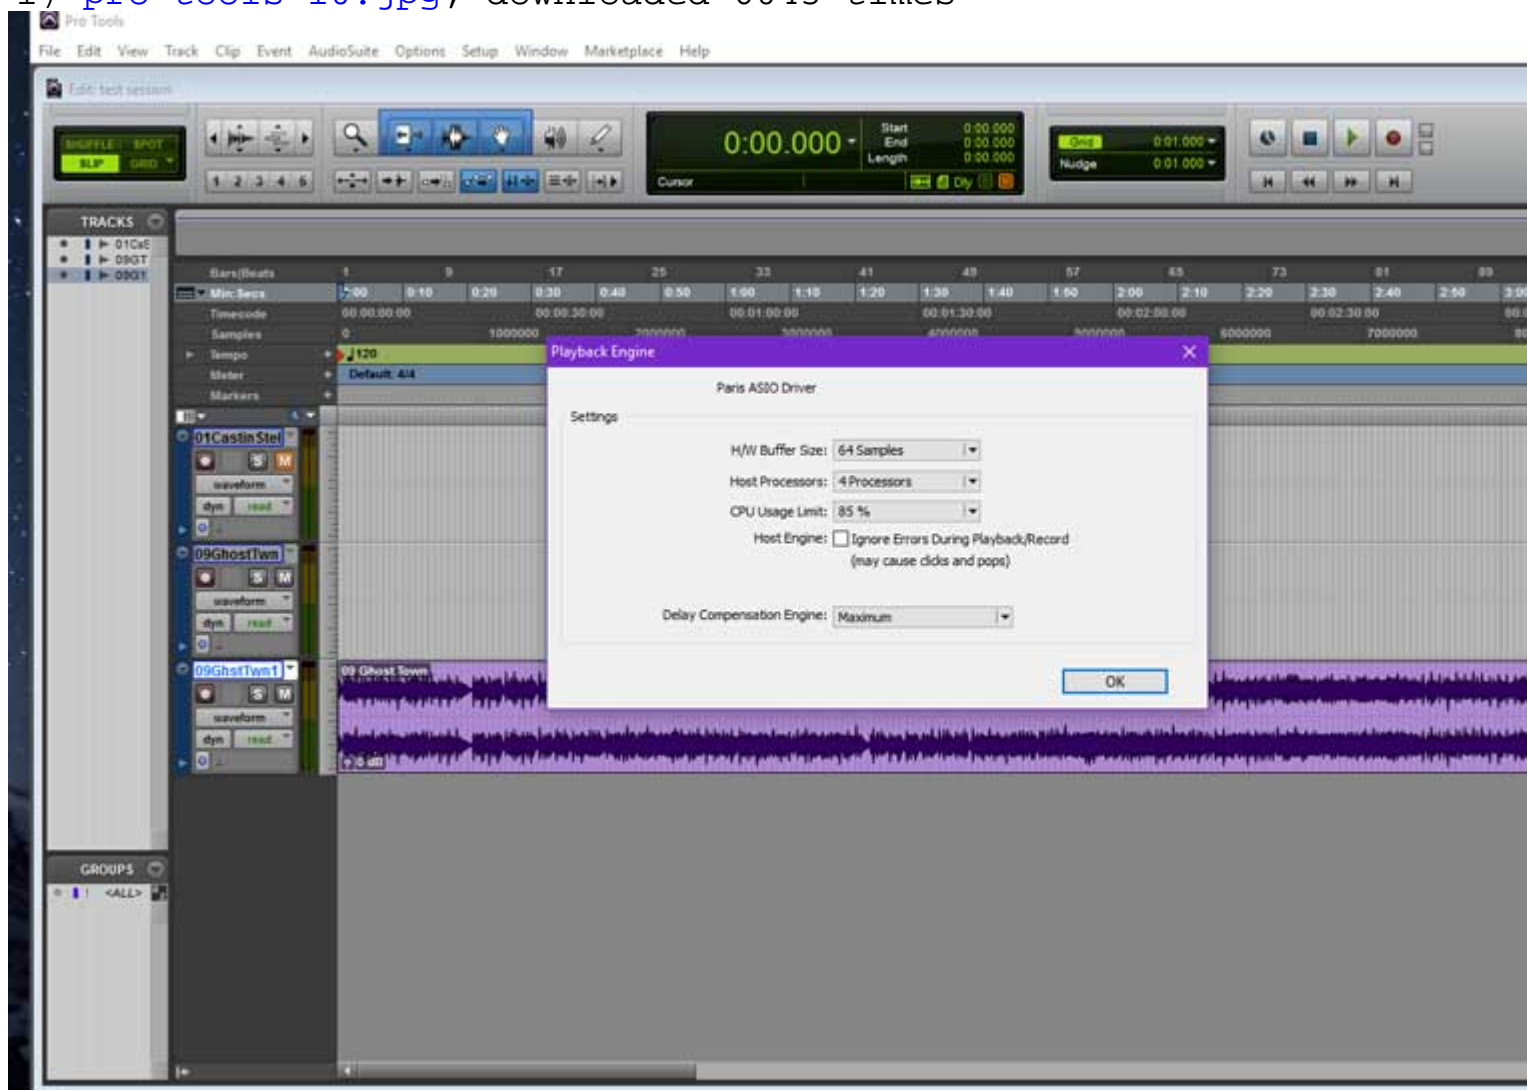 Pro Tools
File Edit View Track Clip Event AudioSuite Options Setup Window Marketplace Help
Edit: test session
SHUFFLE SPOT
SLIP GRID
1 2 3 4 5
0:00.000
Start 0:00.000
End 0:00.000
Length 0:00.000
Cursor
Dly
Grid 0:01.000
Nudge 0:01.000
TRACKS
01CaS
09GT
09GT
Bars|Beats 1 9 17 25 33 41 49 57 65 73 81 89
Min:Secs 0:00 0:10 0:20 0:30 0:40 0:50 1:00 1:10 1:20 1:30 1:40 1:50 2:00 2:10 2:20 2:30 2:40 2:50 3:00
Timecode 00:00:00:00 00:00:30:00 00:01:00:00 00:01:30:00 00:02:00:00 00:02:30:00
Samples 0 1000000 2000000 3000000 4000000 5000000 6000000 7000000
Tempo 120
Meter Default: 4/4
Markers
Playback Engine
Paris ASIO Driver
Settings
H/W Buffer Size: 64 Samples
Host Processors: 4 Processors
CPU Usage Limit: 85 %
Host Engine: Ignore Errors During Playback/Record
(may cause clicks and pops)
Delay Compensation Engine: Maximum
OK
01CastinStel
S M
waveform
dyn read
09GhostTwn
S M
waveform
dyn read
09GhstTwn1
S M
waveform
dyn read
09 Ghost Town
0 dB
GROUPS
! <ALL>